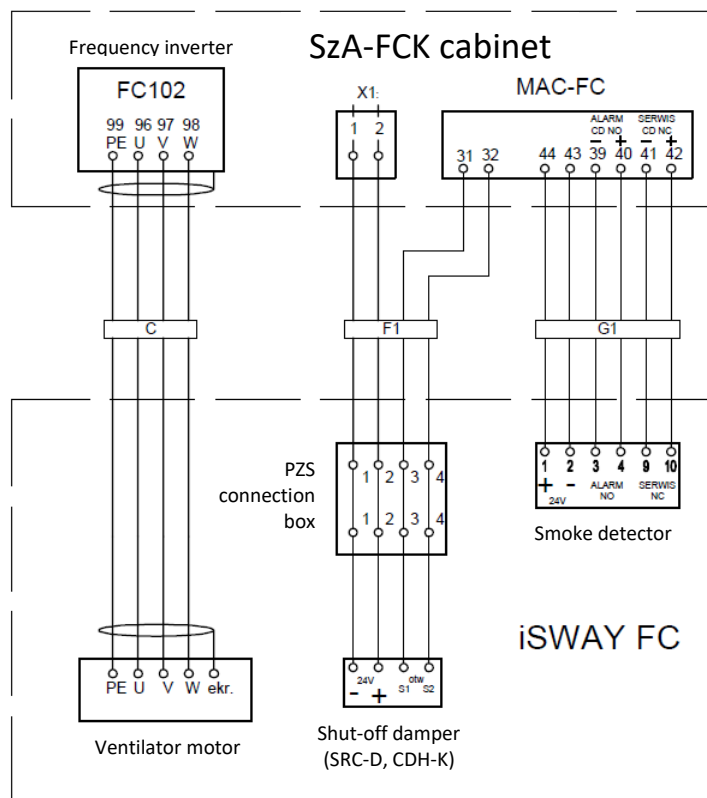 SzA-FCK cabinet
Frequency inverter
FC102
99 96 97 98
PE U V W
X1:
1 2
MAC-FC
ALARM SERWIS
CD NO CD NC
- + - +
31 32 44 43 39 40 41 42
C
F1
G1
PZS
connection
box
1 2 3 4
1 2 3 4
1 2 3 4 9 10
+ - ALARM SERWIS
24V NO NC
Smoke detector
iSWAY FC
PE U V W ekr.
Ventilator motor
24V otw
- + S1 S2
Shut-off damper
(SRC-D, CDH-K)